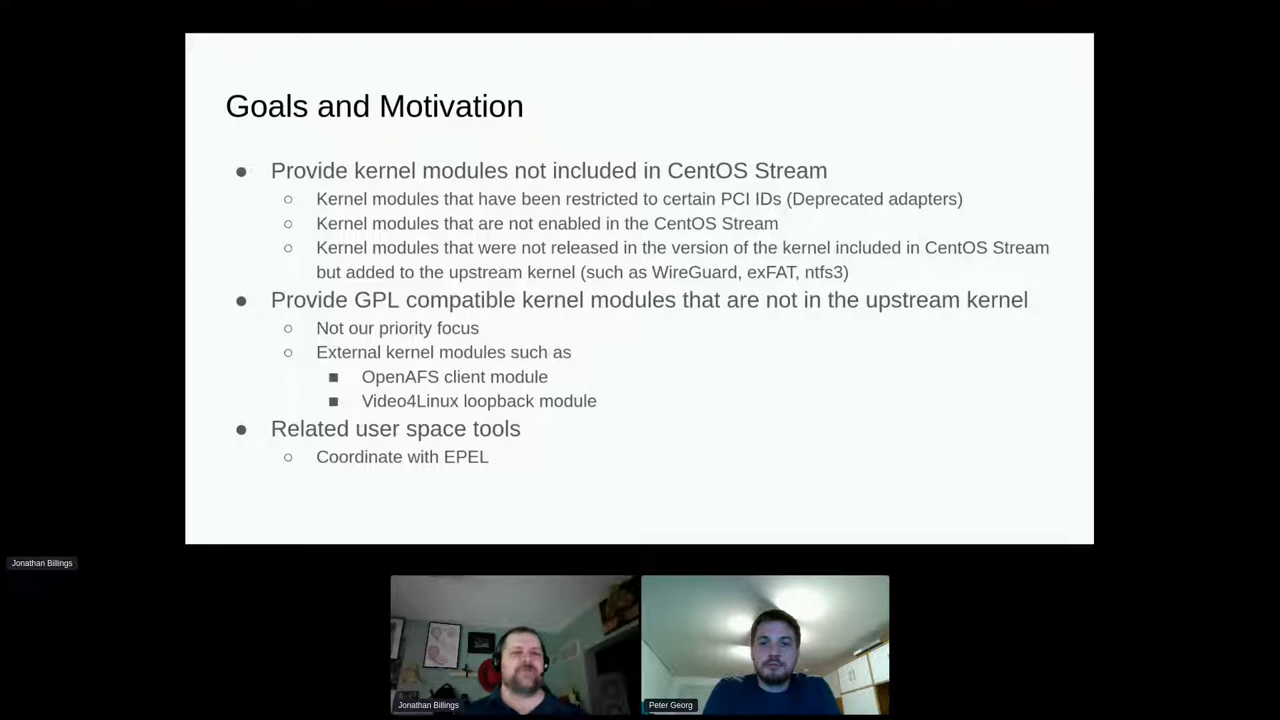 Goals and Motivation
● Provide kernel modules not included in CentOS Stream
○ Kernel modules that have been restricted to certain PCI IDs (Deprecated adapters)
○ Kernel modules that are not enabled in the CentOS Stream
○ Kernel modules that were not released in the version of the kernel included in CentOS Stream
but added to the upstream kernel (such as WireGuard, exFAT, ntfs3)
● Provide GPL compatible kernel modules that are not in the upstream kernel
○ Not our priority focus
○ External kernel modules such as
■ OpenAFS client module
■ Video4Linux loopback module
● Related user space tools
○ Coordinate with EPEL
Jonathan Billings
Jonathan Billings
Peter Georg